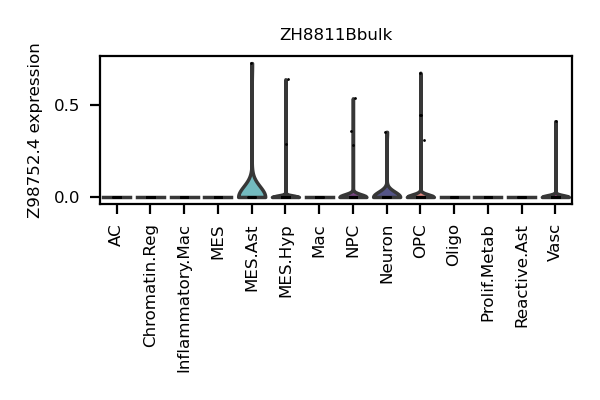 ZH8811Bbulk
Z98752.4 expression
0.5
0.0
AC
Chromatin.Reg
Inflammatory.Mac
MES
MES.Ast
MES.Hyp
Mac
NPC
Neuron
OPC
Oligo
Prolif.Metab
Reactive.Ast
Vasc